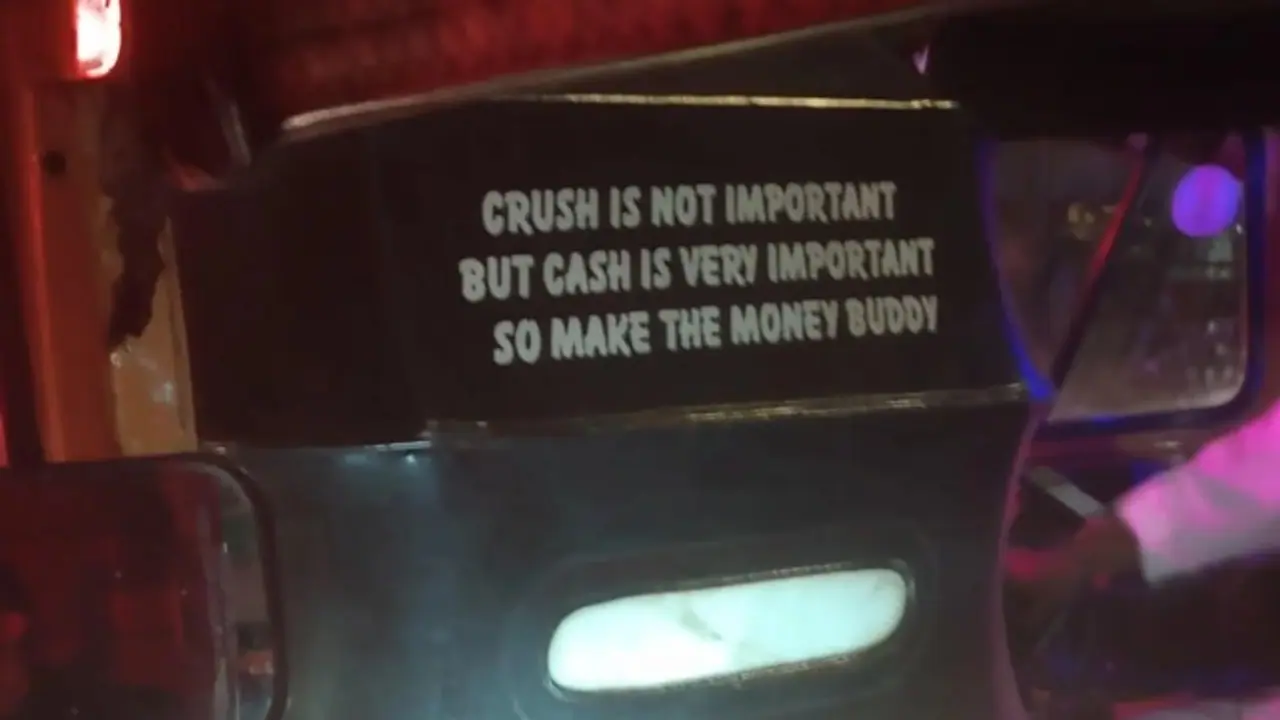 CRUSH IS NOT IMPORTANT
BUT CASH IS VERY IMPORTANT
SO MAKE THE MONEY BUDDY